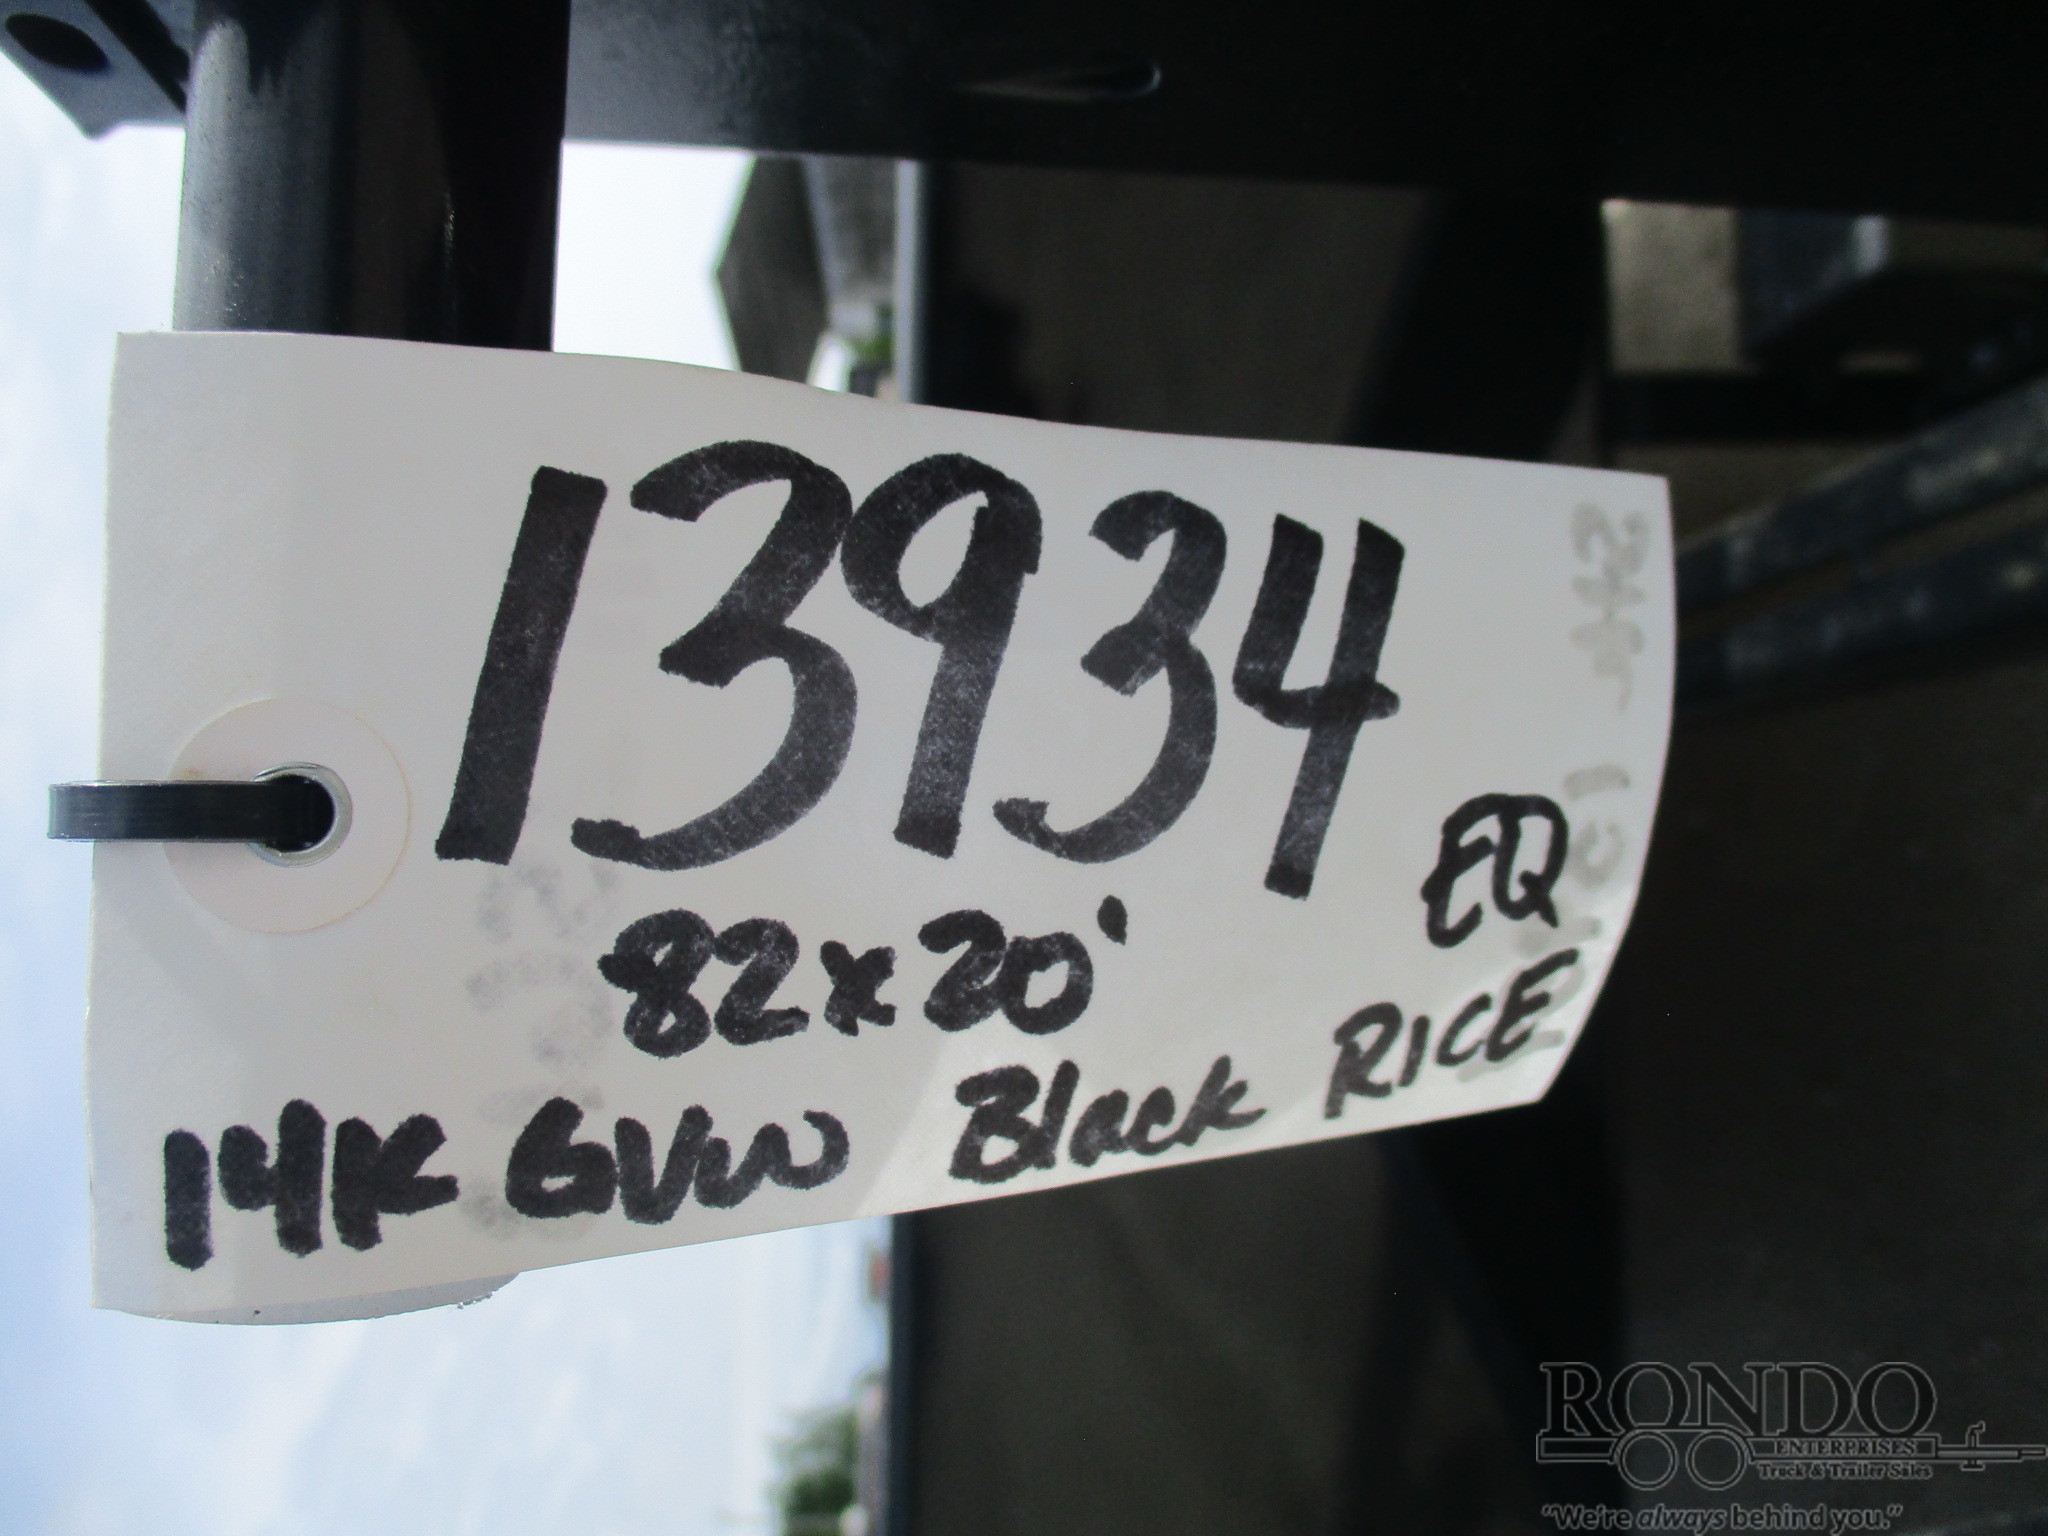 13934
82x20'
EQ
14K GVW Black RICE
RONDO
ENTERPRISES
Truck & Trailer Sales
"We're always behind you."